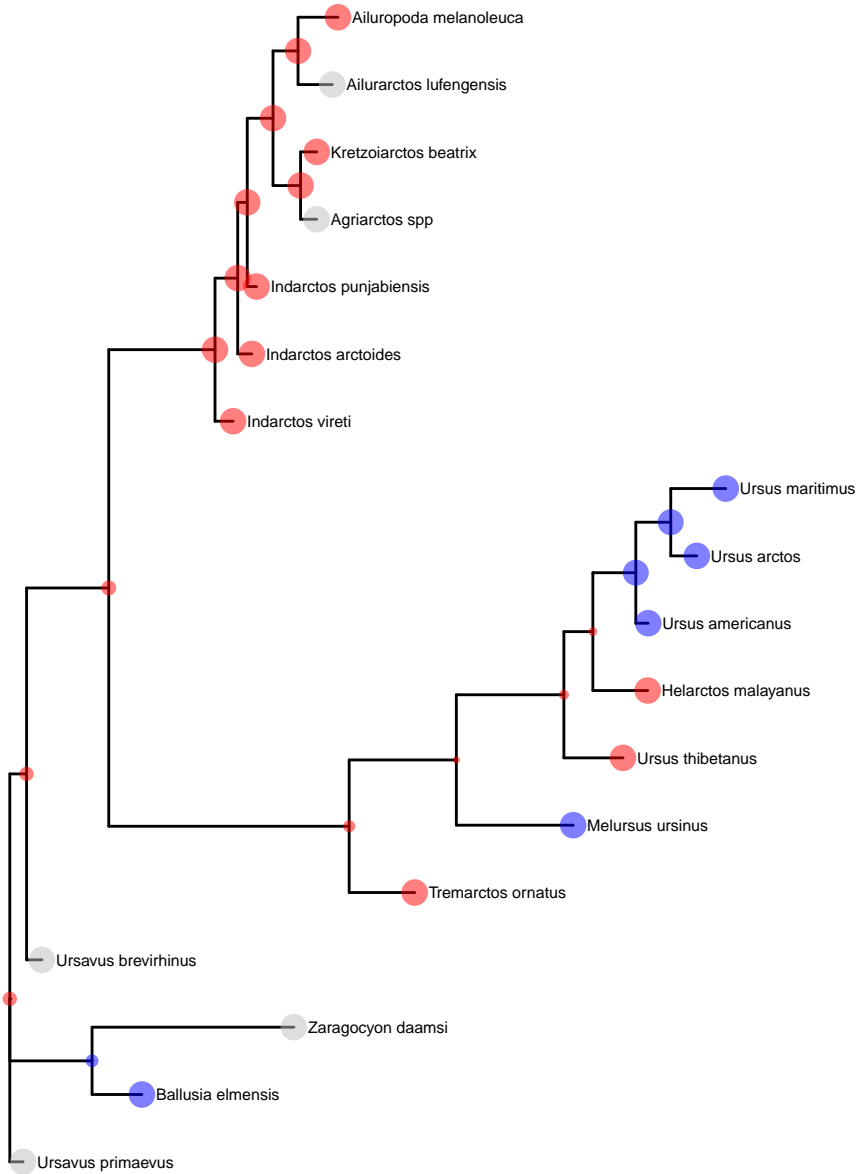 Ailuropoda melanoleuca
Ailurarctos lufengensis
Kretzoiarctos beatrix
Agriarctos spp
Indarctos punjabiensis
Indarctos arctoides
Indarctos vireti
Ursus maritimus
Ursus arctos
Ursus americanus
Helarctos malayanus
Ursus thibetanus
Melursus ursinus
Tremarctos ornatus
Ursavus brevirhinus
Zaragocyon daamsi
Ballusia elmensis
Ursavus primaevus